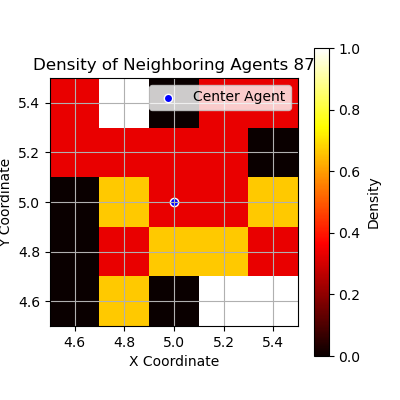 Density of Neighboring Agents 87
Center Agent
5.4
5.2
5.0
4.8
4.6
Y Coordinate
4.6 4.8 5.0 5.2 5.4
X Coordinate
1.0
0.8
0.6
0.4
0.2
0.0
Density